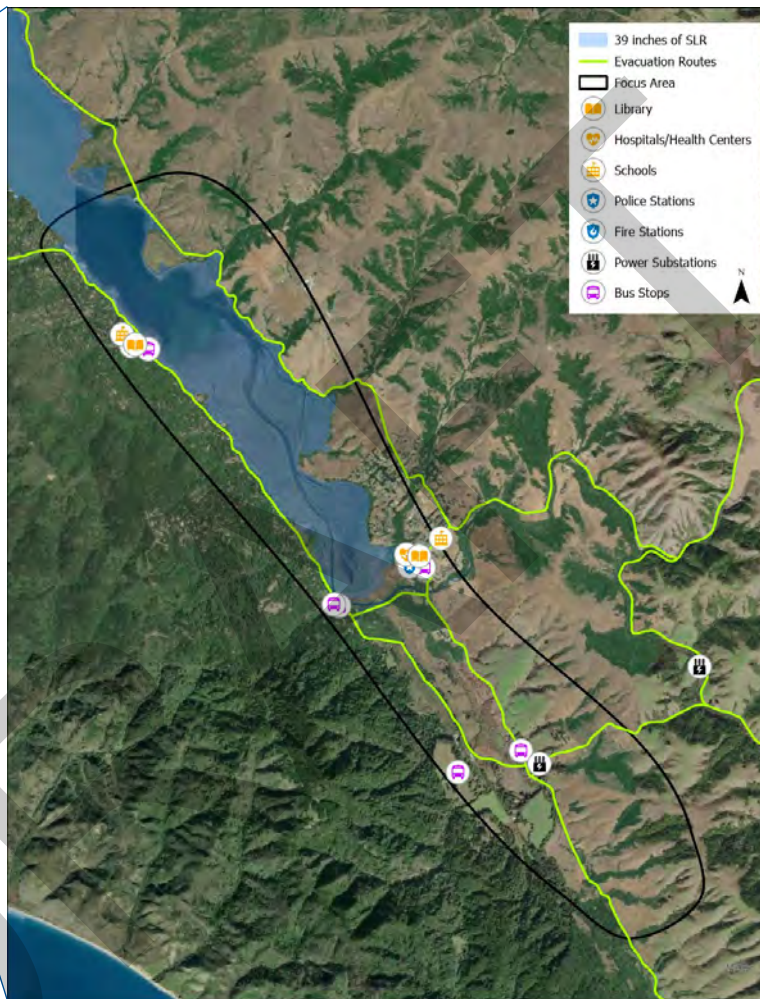 39 inches of SLR
Evacuation Routes
Focus Area
Library
Hospitals/Health Centers
Schools
Police Stations
Fire Stations
Power Substations
Bus Stops
N